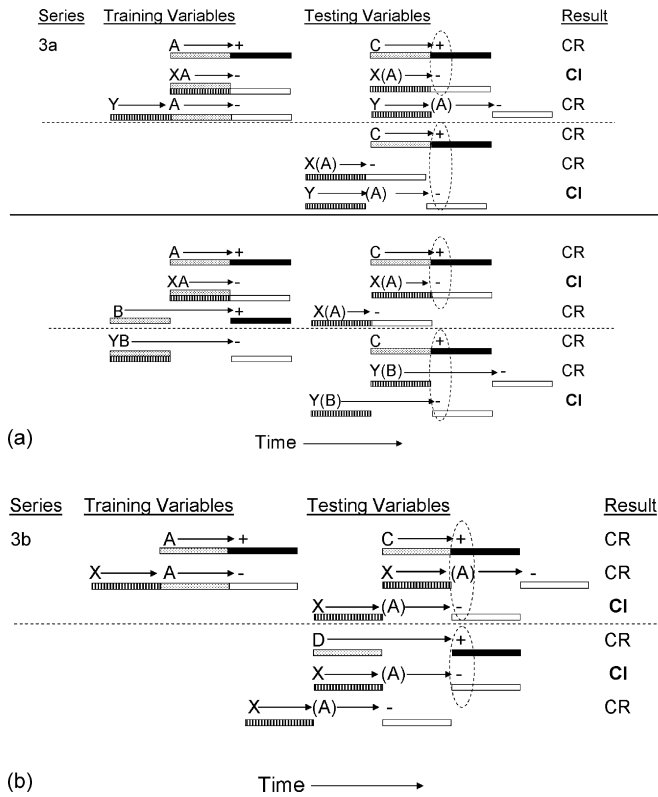 Series Training Variables Testing Variables Result
3a A + C + CR
XA - X(A) - CI
Y A - Y (A) - CR
C + CR
X(A) - CR
Y (A) - CI
A + C + CR
XA - X(A) - CI
B + X(A) - CR
YB - C + CR
Y(B) - CR
Y(B) - CI
(a)
Time
Series Training Variables Testing Variables Result
3b A + C + CR
X A - X (A) - CR
X (A) - CI
D + CR
X (A) - CI
X (A) - CR
(b) Time